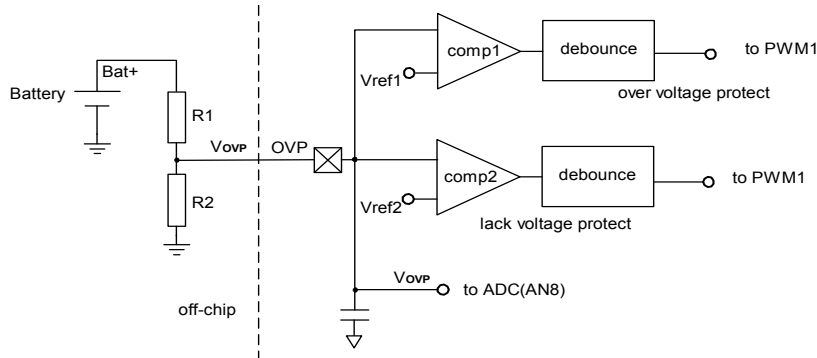 Battery
Bat+
R1
R2
VOVP
OVP
off-chip
comp1
Vref1
debounce
to PWM1
over voltage protect
comp2
Vref2
debounce
to PWM1
lack voltage protect
VOVP
to ADC(AN8)